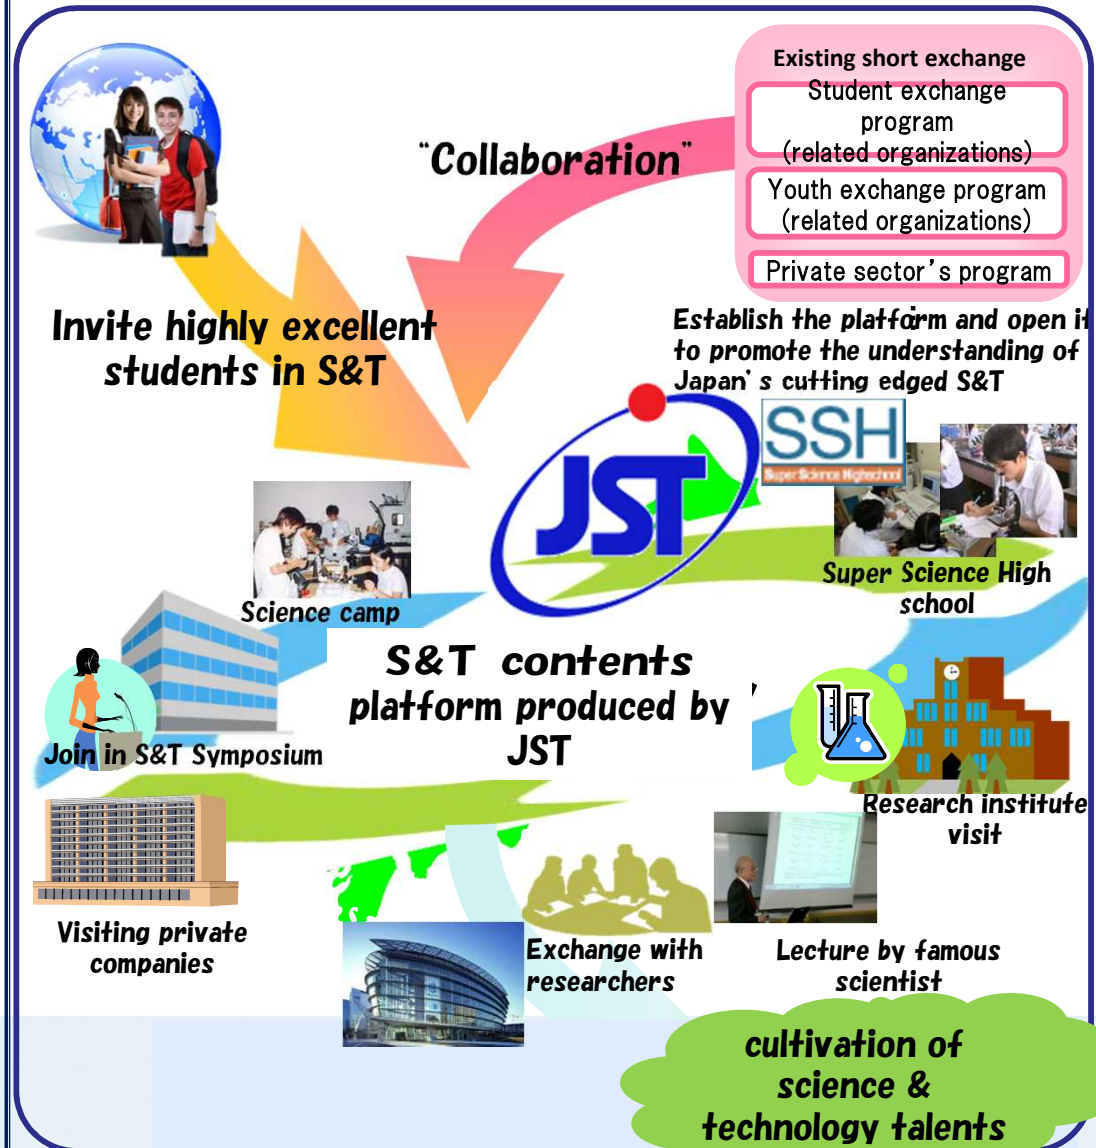 Existing short exchange
Student exchange
program
(related organizations)
Youth exchange program
(related organizations)
Private sector's program
"Collaboration"
Invite highly excellent
students in S&T
Establish the platform and open it
to promote the understanding of
Japan's cutting edged S&T
JST
SSH
Super Science Highschool
Super Science High
school
Science camp
S&T contents
platform produced by
JST
Join in S&T Symposium
Research institute
visit
Visiting private
companies
Exchange with
researchers
Lecture by famous
scientist
cultivation of
science &
technology talents